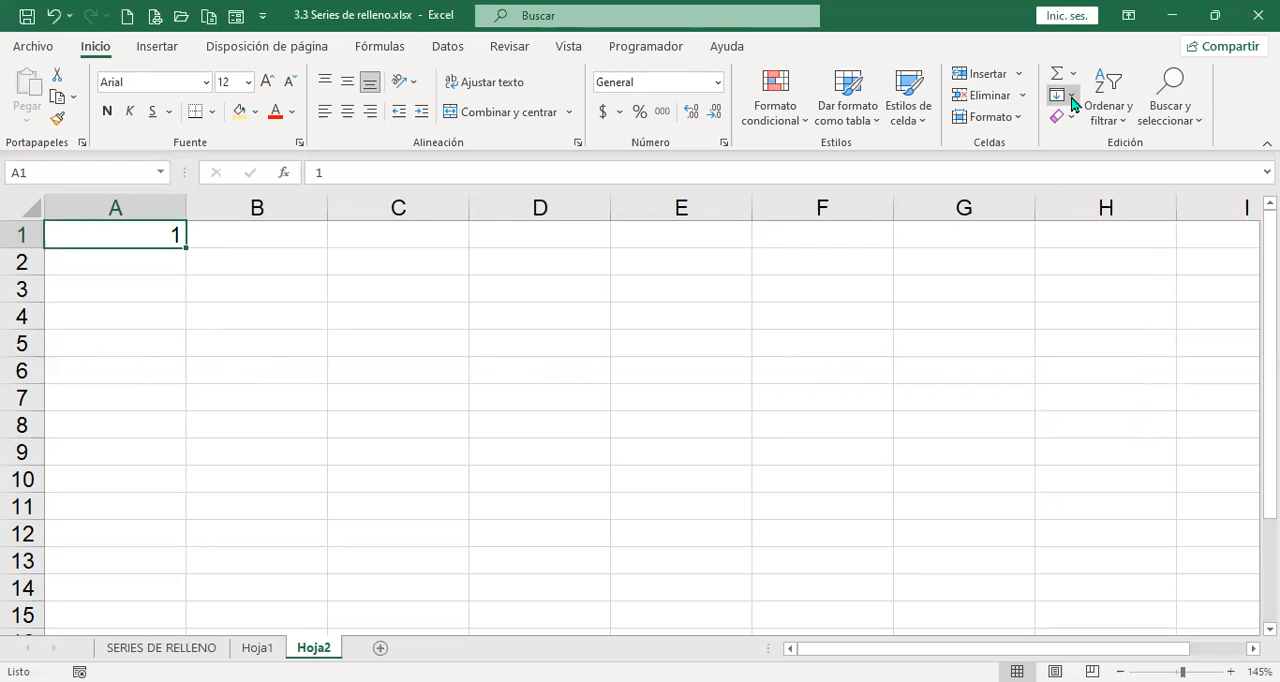 3.3 Series de relleno.xlsx - Excel
Buscar
Inic. ses.
Archivo Inicio Insertar Disposición de página Fórmulas Datos Revisar Vista Programador Ayuda
Compartir
Pegar
Arial 12
N K S
Ajustar texto
Combinar y centrar
General
$ % 000
Formato condicional
Dar formato como tabla
Estilos de celda
Insertar
Eliminar
Formato
Ordenar y filtrar
Buscar y seleccionar
Portapapeles Fuente Alineación Número Estilos Celdas Edición
A1 fx 1
A B C D E F G H I
1 1
2
3
4
5
6
7
8
9
10
11
12
13
14
15
SERIES DE RELLENO Hoja1 Hoja2
Listo 145%